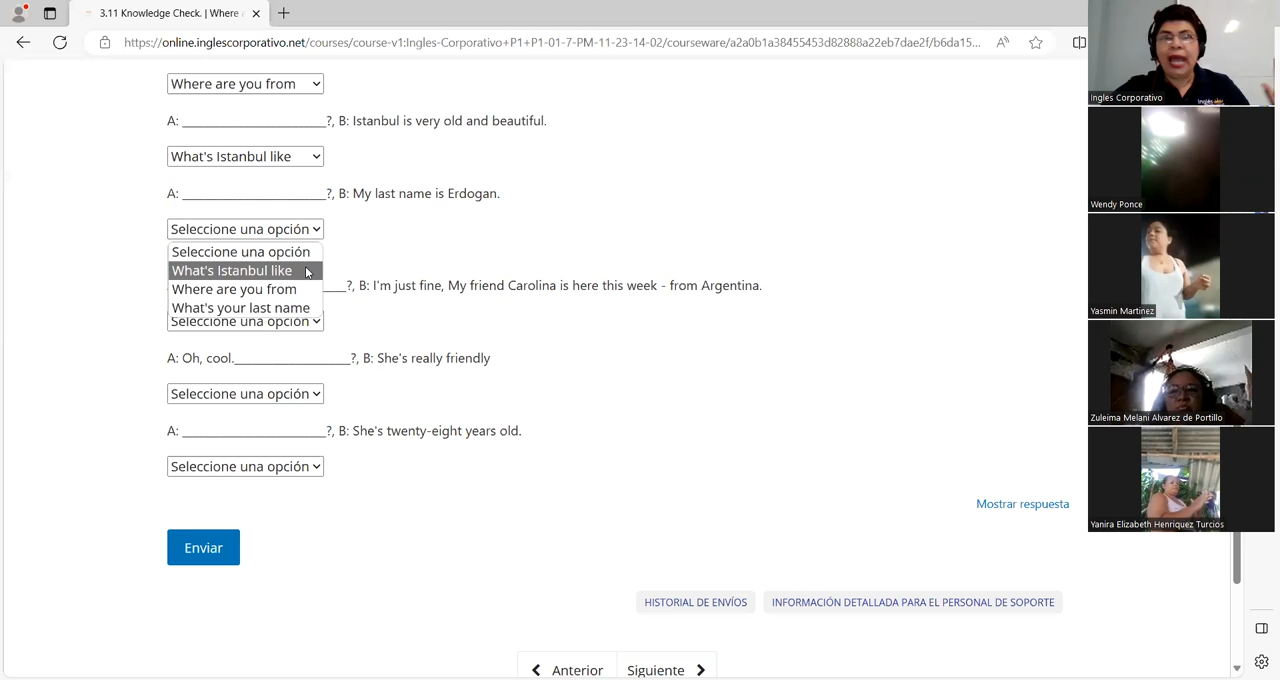 3.11 Knowledge Check. | Where
https://online.inglescorporativo.net/courses/course-v1:Ingles-Corporativo+P1+P1-01-7-PM-11-23-14-02/courseware/a2a0b1a38455453d82888a22eb7dae2f/b6da15...
Where are you from
A: ______________________?, B: Istanbul is very old and beautiful.
What's Istanbul like
A: ______________________?, B: My last name is Erdogan.
Seleccione una opción
Seleccione una opción
What's Istanbul like
Where are you from
What's your last name
___?, B: I'm just fine, My friend Carolina is here this week - from Argentina.
Seleccione una opción
A: Oh, cool.__________________?, B: She's really friendly
Seleccione una opción
A: ______________________?, B: She's twenty-eight years old.
Seleccione una opción
Mostrar respuesta
Enviar
HISTORIAL DE ENVÍOS
INFORMACIÓN DETALLADA PARA EL PERSONAL DE SOPORTE
Anterior
Siguiente
Ingles Corporativo
Wendy Ponce
Yasmin Martinez
Zuleima Melani Alvarez de Portillo
Yanira Elizabeth Henriquez Turcios